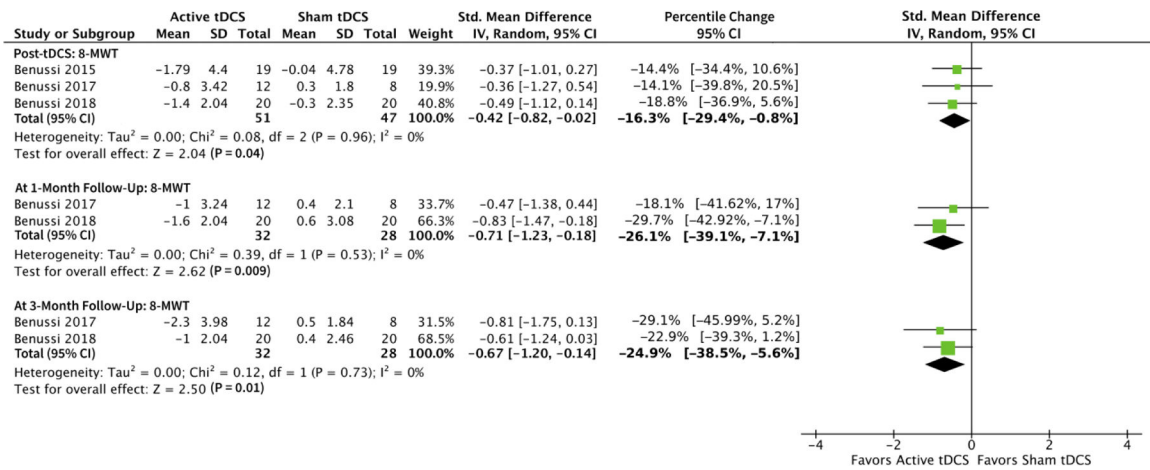 Active tDCS Sham tDCS Std. Mean Difference Percentile Change Std. Mean Difference
Study or Subgroup Mean SD Total Mean SD Total Weight IV, Random, 95% CI 95% CI IV, Random, 95% CI
Post-tDCS: 8-MWT
Benussi 2015 −1.79 4.4 19 −0.04 4.78 19 39.3% −0.37 [−1.01, 0.27] −14.4% [−34.4%, 10.6%]
Benussi 2017 −0.8 3.42 12 0.3 1.8 8 19.9% −0.36 [−1.27, 0.54] −14.1% [−39.8%, 20.5%]
Benussi 2018 −1.4 2.04 20 −0.3 2.35 20 40.8% −0.49 [−1.12, 0.14] −18.8% [−36.9%, 5.6%]
Total (95% CI) 51 47 100.0% −0.42 [−0.82, −0.02] −16.3% [−29.4%, −0.8%]
Heterogeneity: Tau² = 0.00; Chi² = 0.08, df = 2 (P = 0.96); I² = 0%
Test for overall effect: Z = 2.04 (P = 0.04)
At 1-Month Follow-Up: 8-MWT
Benussi 2017 −1 3.24 12 0.4 2.1 8 33.7% −0.47 [−1.38, 0.44] −18.1% [−41.62%, 17%]
Benussi 2018 −1.6 2.04 20 0.6 3.08 20 66.3% −0.83 [−1.47, −0.18] −29.7% [−42.92%, −7.1%]
Total (95% CI) 32 28 100.0% −0.71 [−1.23, −0.18] −26.1% [−39.1%, −7.1%]
Heterogeneity: Tau² = 0.00; Chi² = 0.39, df = 1 (P = 0.53); I² = 0%
Test for overall effect: Z = 2.62 (P = 0.009)
At 3-Month Follow-Up: 8-MWT
Benussi 2017 −2.3 3.98 12 0.5 1.84 8 31.5% −0.81 [−1.75, 0.13] −29.1% [−45.99%, 5.2%]
Benussi 2018 −1 2.04 20 0.4 2.46 20 68.5% −0.61 [−1.24, 0.03] −22.9% [−39.3%, 1.2%]
Total (95% CI) 32 28 100.0% −0.67 [−1.20, −0.14] −24.9% [−38.5%, −5.6%]
Heterogeneity: Tau² = 0.00; Chi² = 0.12, df = 1 (P = 0.73); I² = 0%
Test for overall effect: Z = 2.50 (P = 0.01)
−4 −2 0 2 4
Favors Active tDCS Favors Sham tDCS